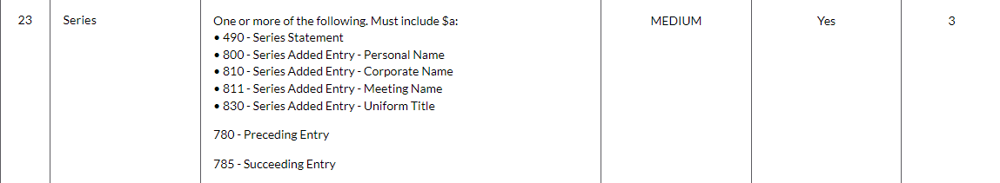 23 Series One or more of the following. Must include $a: MEDIUM Yes 3
• 490 - Series Statement
• 800 - Series Added Entry - Personal Name
• 810 - Series Added Entry - Corporate Name
• 811 - Series Added Entry - Meeting Name
• 830 - Series Added Entry - Uniform Title
780 - Preceding Entry
785 - Succeeding Entry